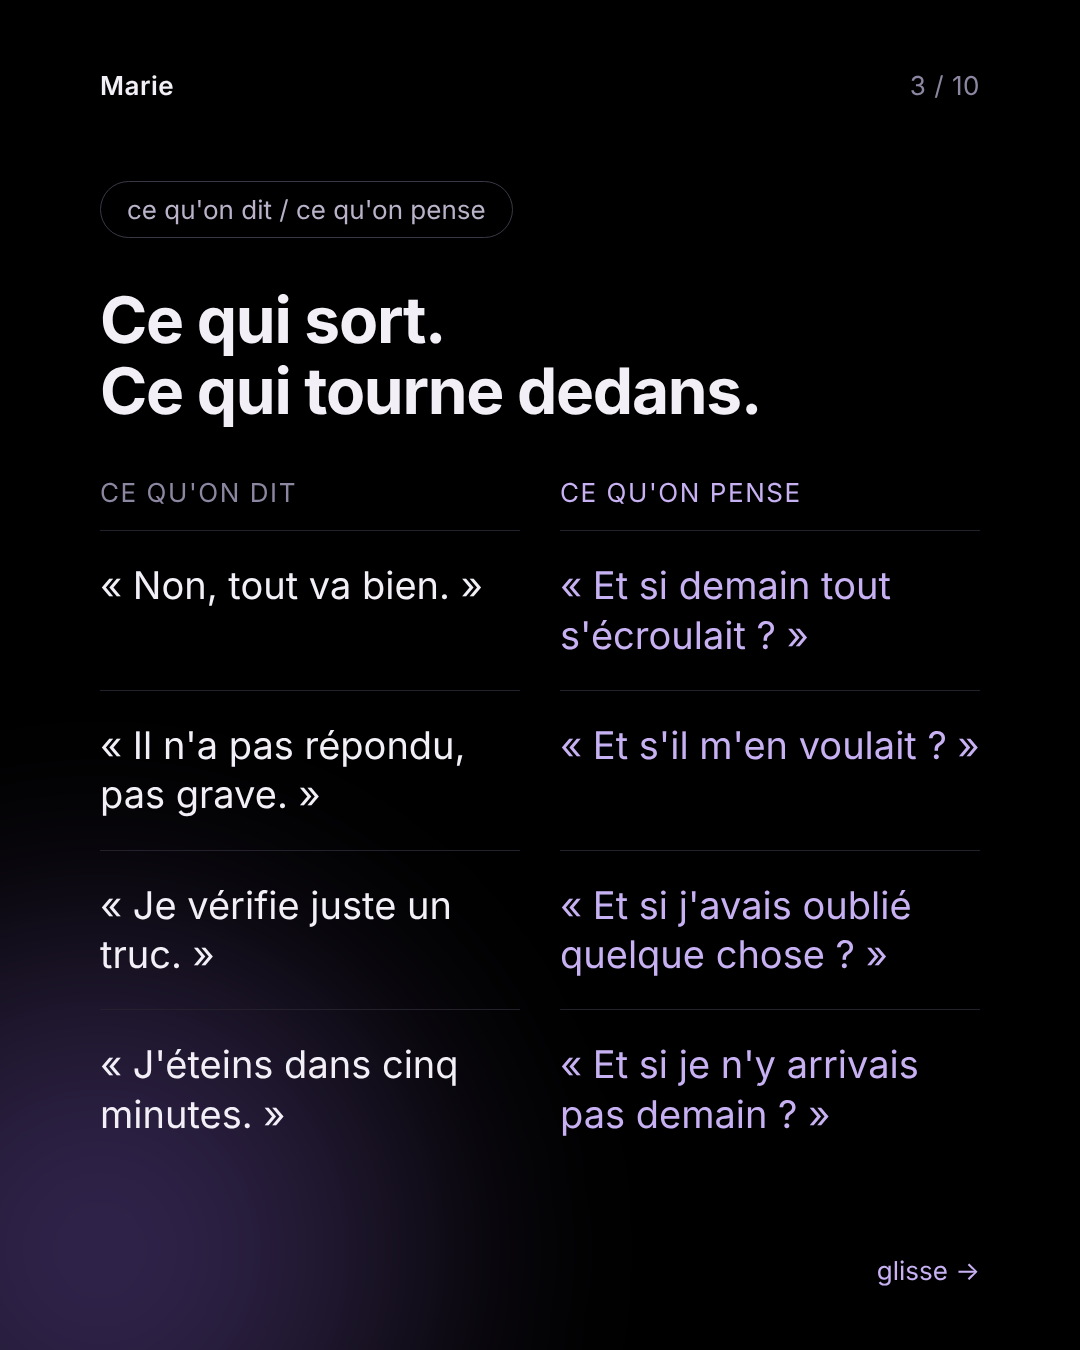 Marie
3 / 10
ce qu'on dit / ce qu'on pense
Ce qui sort.
Ce qui tourne dedans.
CE QU'ON DIT
CE QU'ON PENSE
« Non, tout va bien. »
« Et si demain tout
s'écroulait ? »
« Il n'a pas répondu,
pas grave. »
« Et s'il m'en voulait ? »
« Je vérifie juste un
truc. »
« Et si j'avais oublié
quelque chose ? »
« J'éteins dans cinq
minutes. »
« Et si je n'y arrivais
pas demain ? »
glisse →